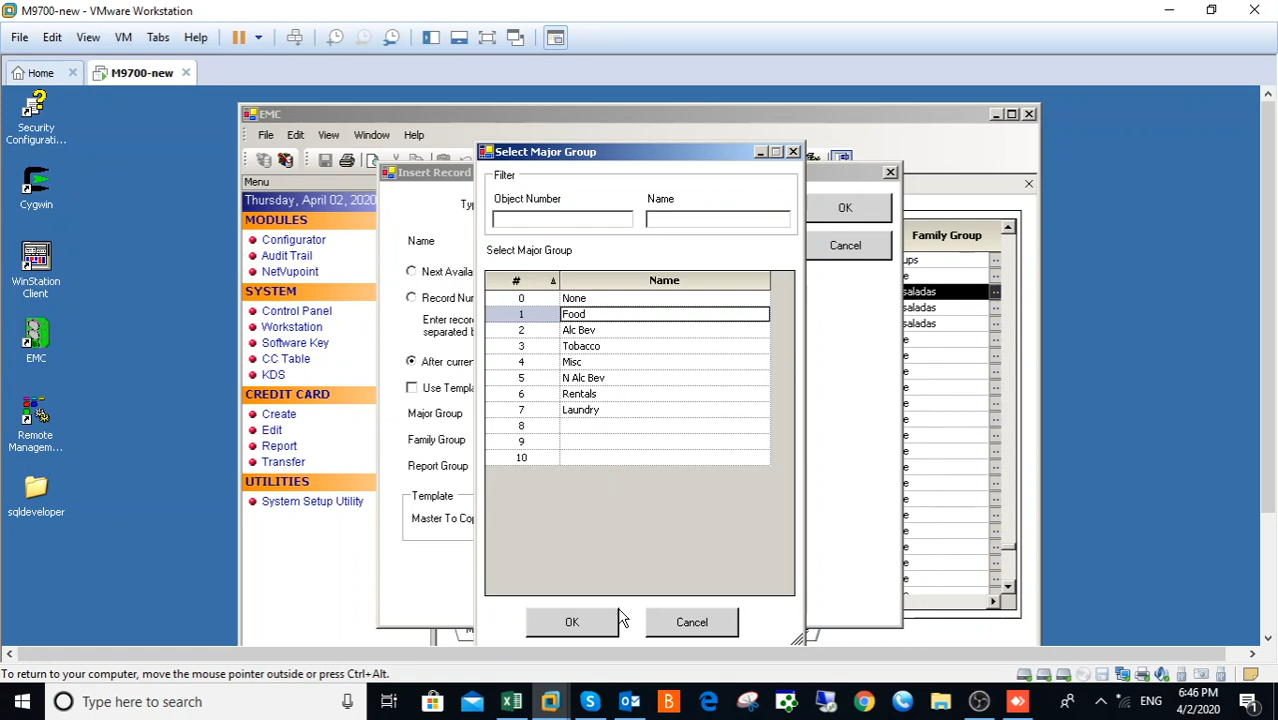 M9700-new - VMware Workstation
File Edit View VM Tabs Help
Home M9700-new
Security
Configurati...
Cygwin
WinStation
Client
EMC
Remote
Managem...
sqldeveloper
EMC
File Edit View Window Help
Menu
Thursday, April 02, 2020
MODULES
Configurator
Audit Trail
NetVupoint
SYSTEM
Control Panel
Workstation
Software Key
CC Table
KDS
CREDIT CARD
Create
Edit
Report
Transfer
UTILITIES
System Setup Utility
Insert Record
Ty
Name
Next Availa
Record Nur
Enter recor
separated b
After curren
Use Templa
Major Group
Family Group
Report Group
Template
Master To Cop
OK
Cancel
Select Major Group
Filter
Object Number Name
Select Major Group
# Name
0 None
1 Food
2 Alc Bev
3 Tobacco
4 Misc
5 N Alc Bev
6 Rentals
7 Laundry
8
9
10
OK Cancel
Family Group
ups
saladas
saladas
saladas
To return to your computer, move the mouse pointer outside or press Ctrl+Alt.
Type here to search
ENG
6:46 PM
4/2/2020